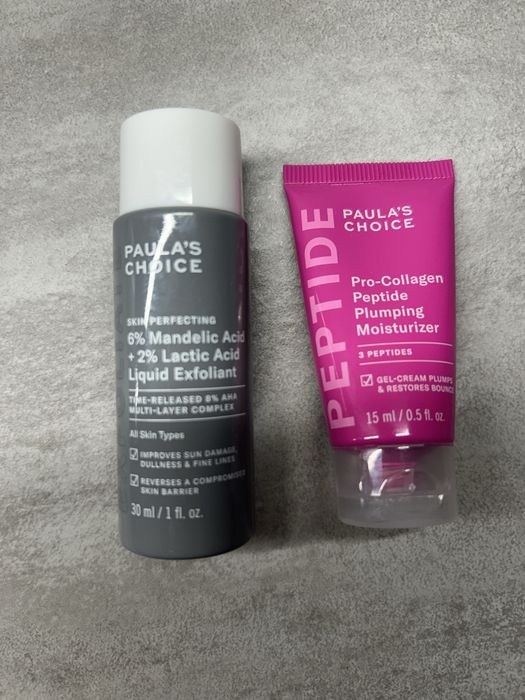 PAULA'S
CHOICE
SKIN PERFECTING
6% Mandelic Acid
+ 2% Lactic Acid
Liquid Exfoliant
TIME-RELEASED 8% AHA
MULTI-LAYER COMPLEX
All Skin Types
IMPROVES SUN DAMAGE,
DULLNESS & FINE LINES
REVERSES A COMPROMISED
SKIN BARRIER
30 ml / 1 fl. oz.
PEPTIDE
PAULA'S
CHOICE
Pro-Collagen
Peptide
Plumping
Moisturizer
3 PEPTIDES
GEL-CREAM PLUMPS
& RESTORES BOUNCE
15 ml / 0.5 fl. oz.